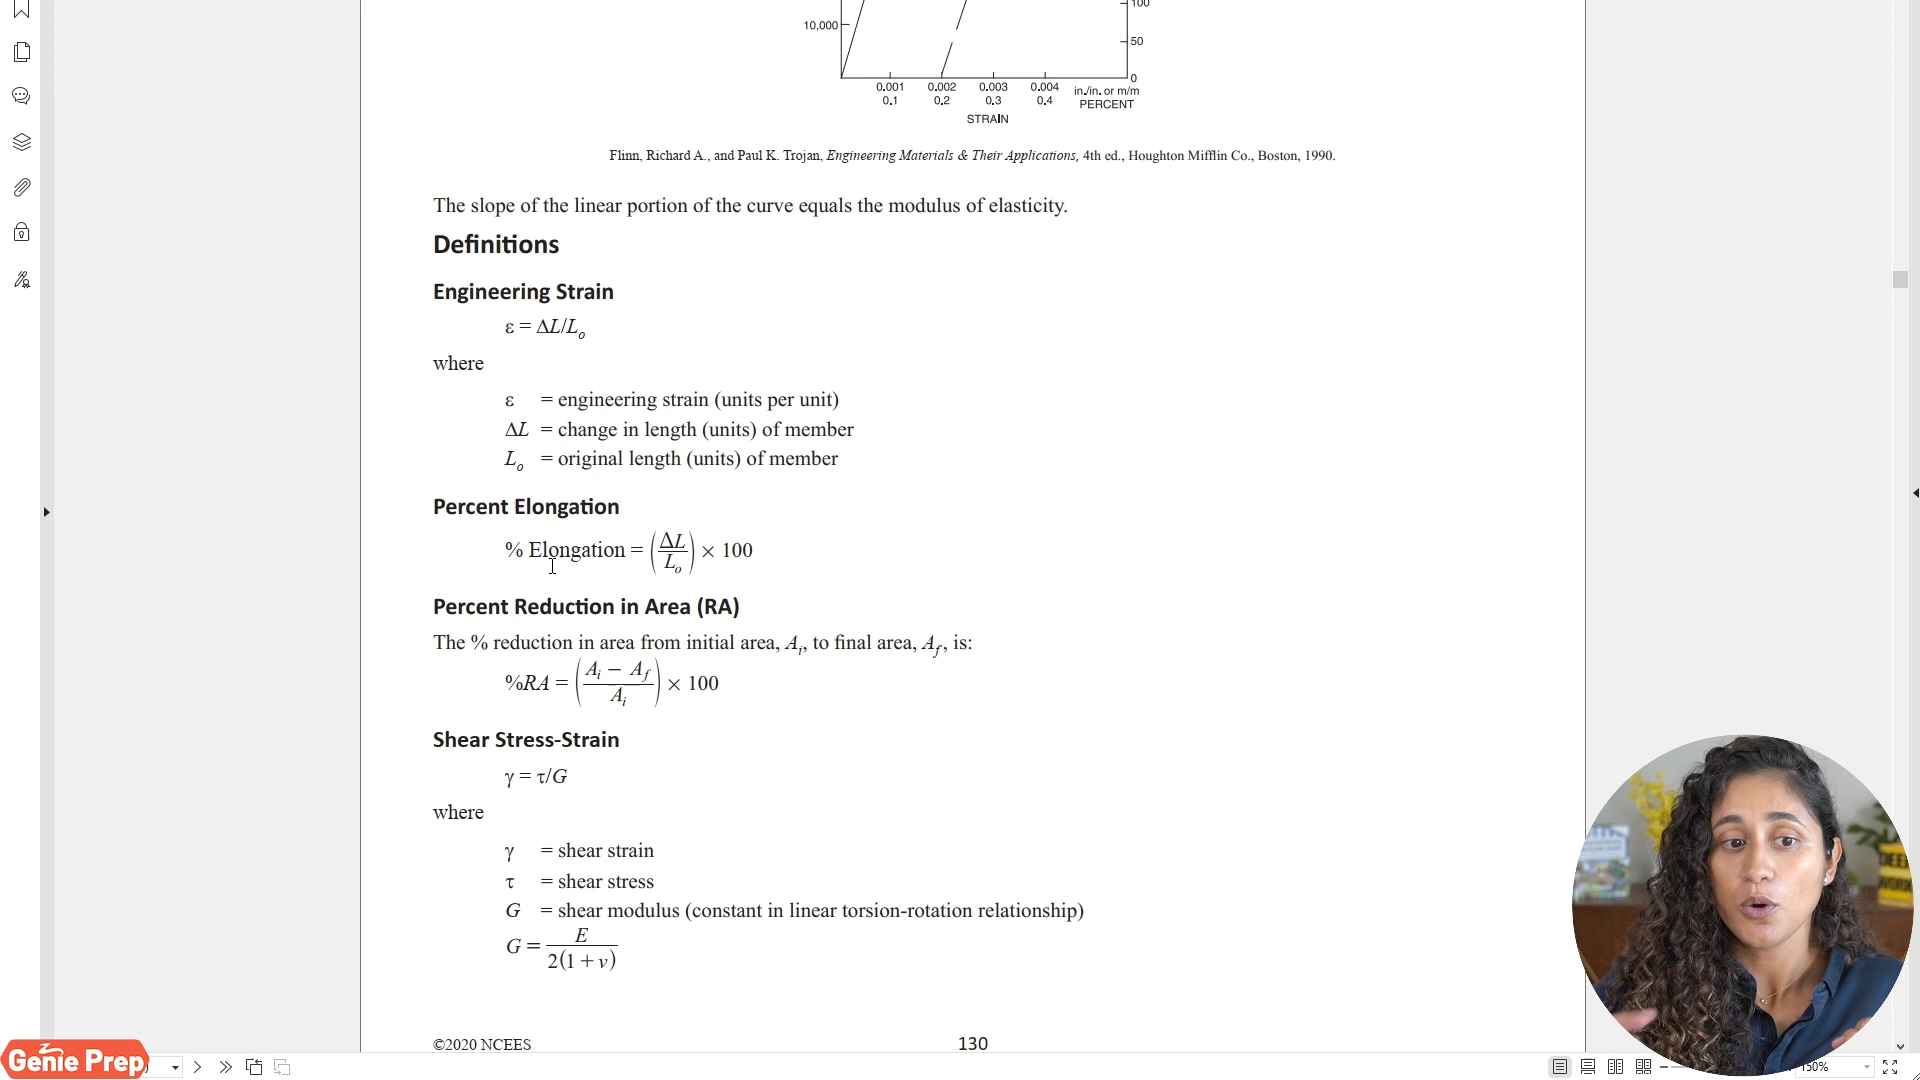 100
10,000
50
0
0.001 0.002 0.003 0.004 in./in. or m/m
0.1 0.2 0.3 0.4 PERCENT
STRAIN
Flinn, Richard A., and Paul K. Trojan, Engineering Materials & Their Applications, 4th ed., Houghton Mifflin Co., Boston, 1990.
The slope of the linear portion of the curve equals the modulus of elasticity.
Definitions
Engineering Strain
ε = ΔL/Lo
where
ε = engineering strain (units per unit)
ΔL = change in length (units) of member
Lo = original length (units) of member
Percent Elongation
% Elongation = (ΔL/Lo) × 100
Percent Reduction in Area (RA)
The % reduction in area from initial area, Ai, to final area, Af, is:
%RA = ((Ai − Af)/Ai) × 100
Shear Stress-Strain
γ = τ/G
where
γ = shear strain
τ = shear stress
G = shear modulus (constant in linear torsion-rotation relationship)
G = E/2(1 + v)
©2020 NCEES 130
Genie Prep
150%
DEEP
WORK